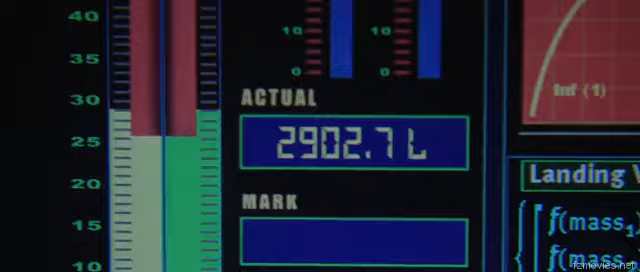 40
35
30
25
20
15
10
10
0
10
0
ACTUAL
2902.7 L
MARK
Inf (1)
Landing V
f(mass1)
f(mass
fzmovies.net